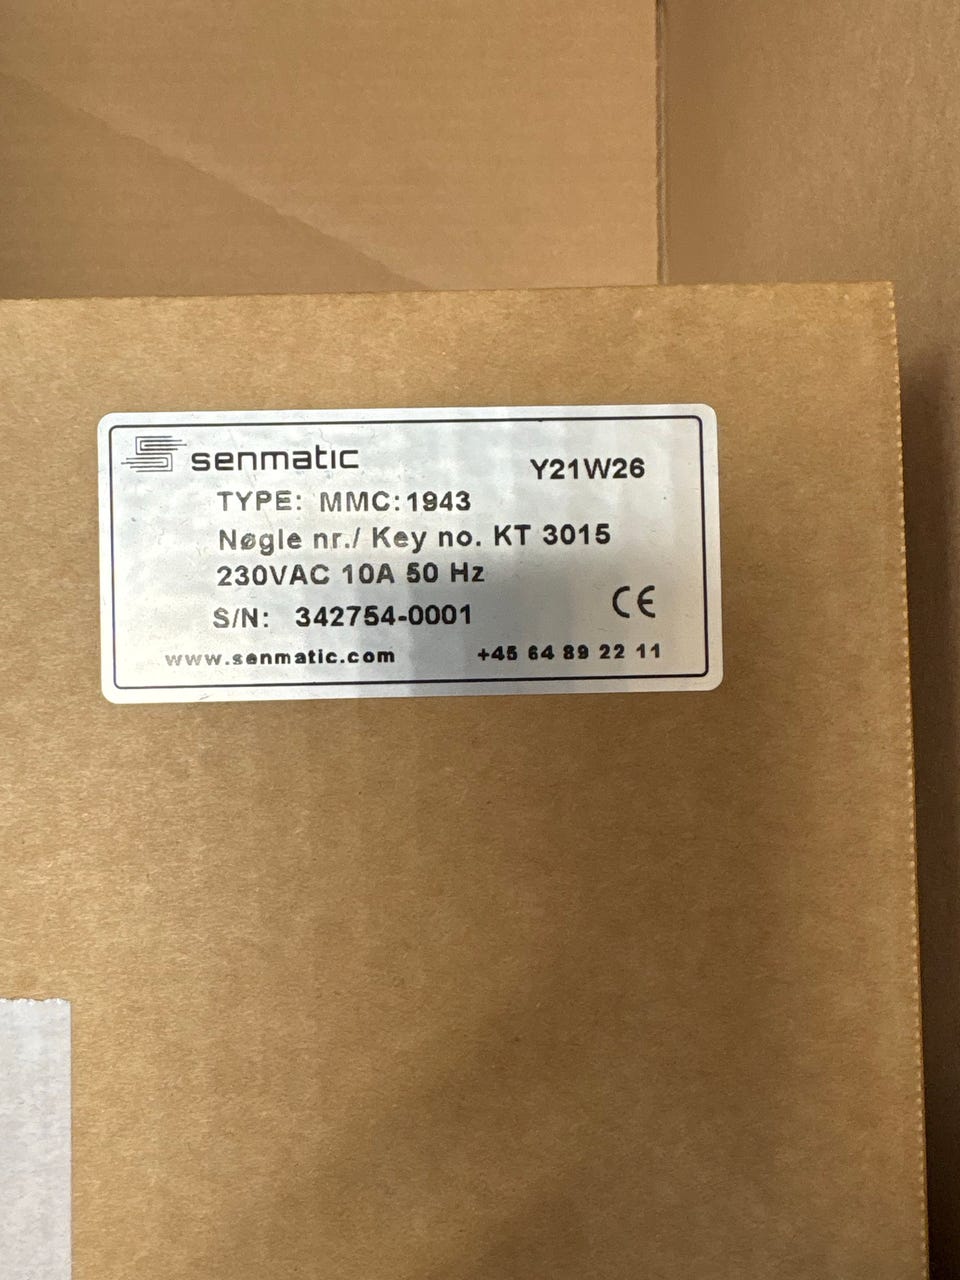 senmatic Y21W26
TYPE: MMC:1943
Nøgle nr./ Key no. KT 3015
230VAC 10A 50 Hz
S/N: 342754-0001 CE
www.senmatic.com +45 64 89 22 11